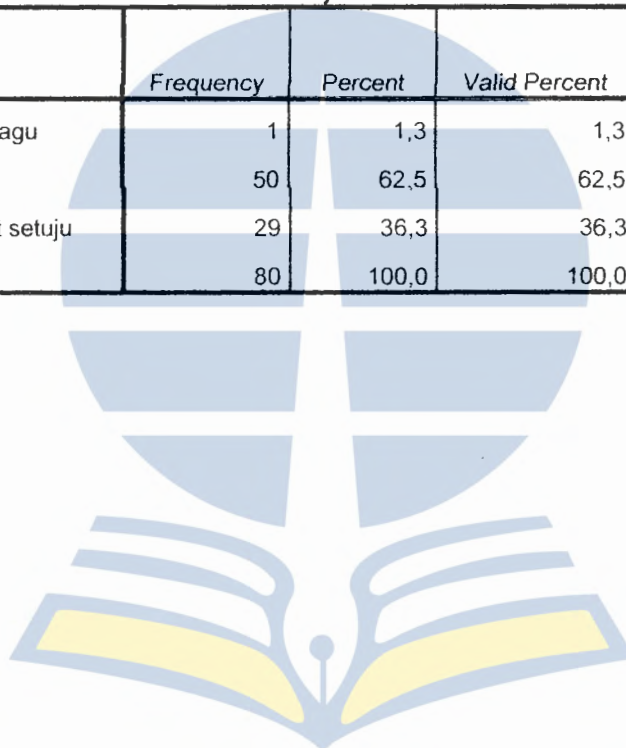 Frequency Percent Valid Percent
agu 1 1,3 1,3
50 62,5 62,5
setuju 29 36,3 36,3
80 100,0 100,0